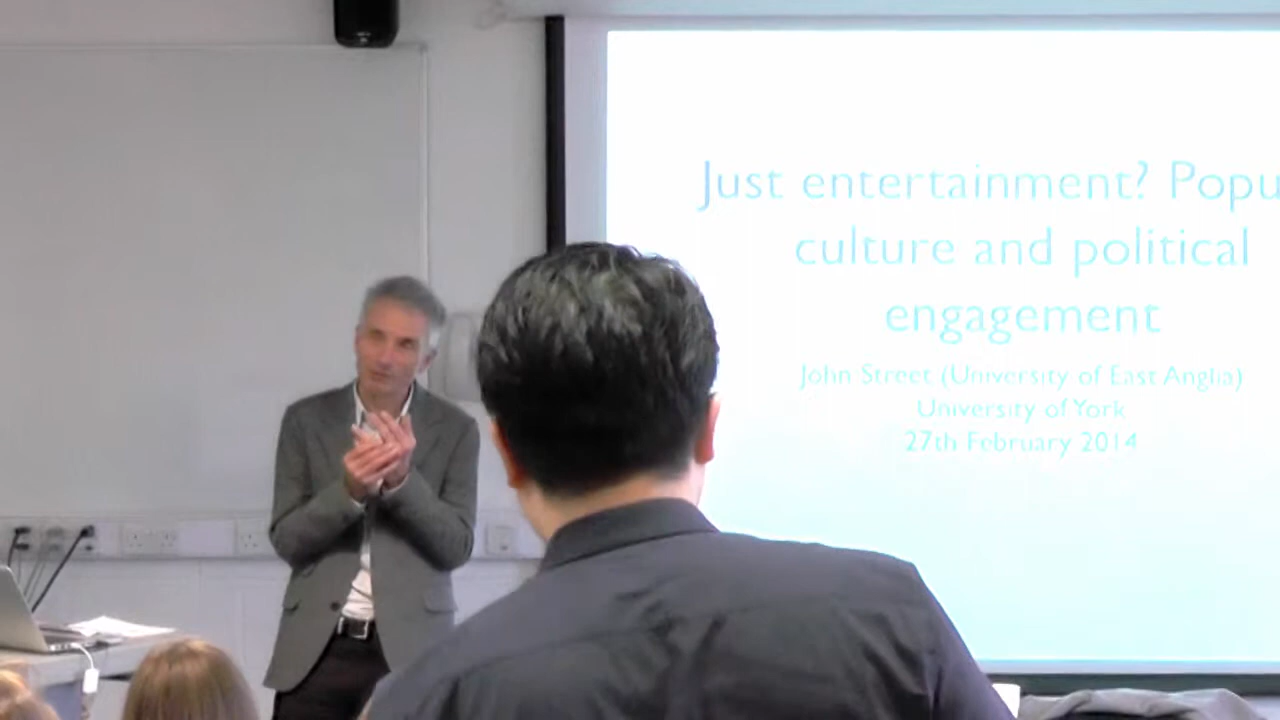 Just entertainment? Popu
culture and political
engagement
John Street (University of East Anglia)
University of York
27th February 2014